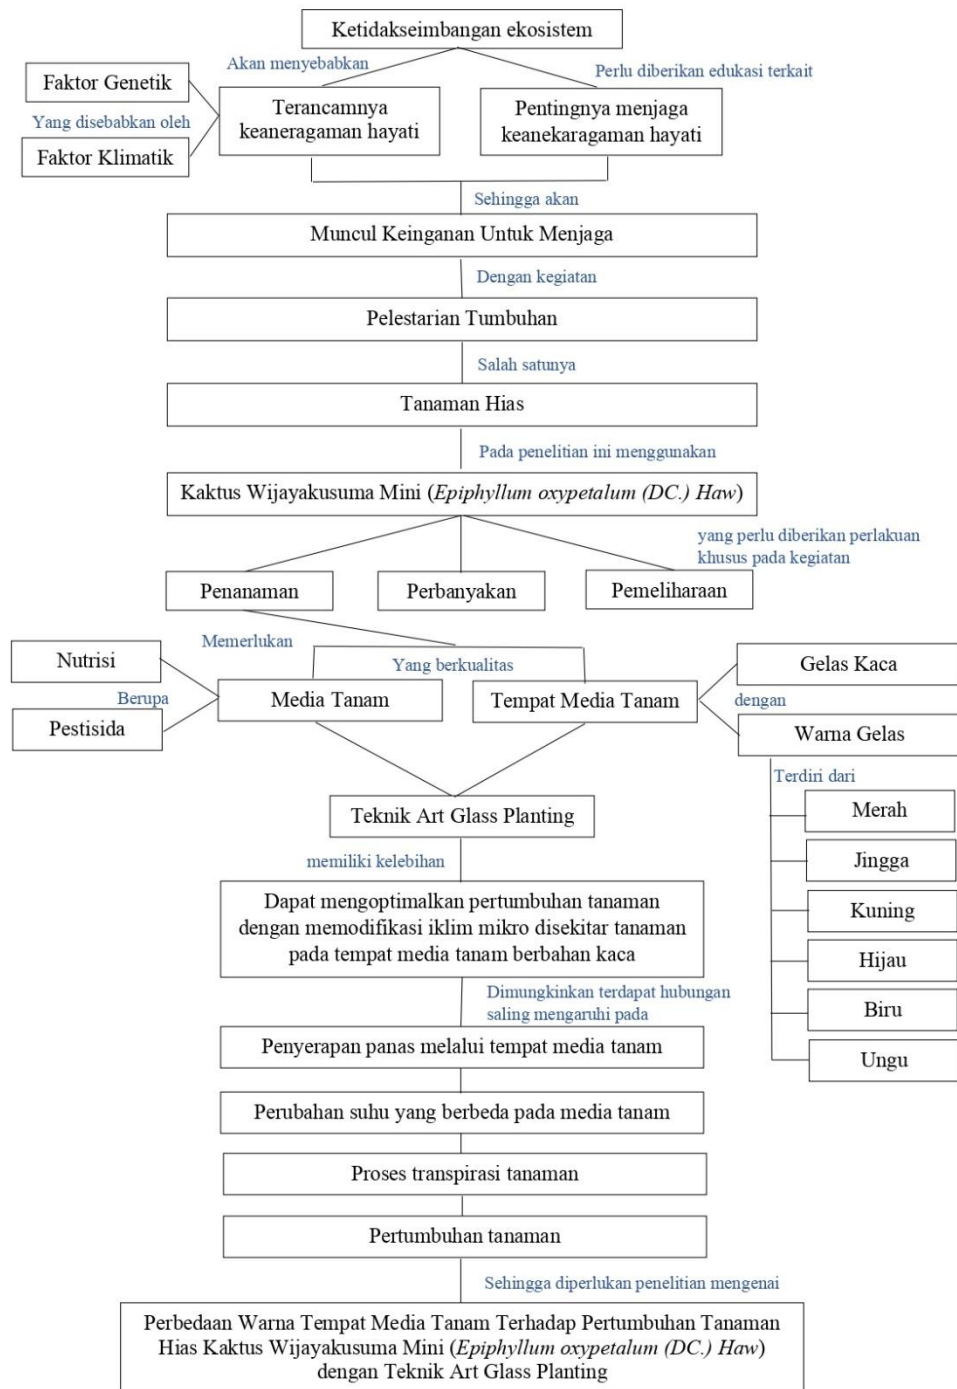 Ketidakseimbangan ekosistem
Akan menyebabkan
Perlu diberikan edukasi terkait
Faktor Genetik
Yang disebabkan oleh
Faktor Klimatik
Terancamnya
keaneragaman hayati
Pentingnya menjaga
keanekaragaman hayati
Sehingga akan
Muncul Keinganan Untuk Menjaga
Dengan kegiatan
Pelestarian Tumbuhan
Salah satunya
Tanaman Hias
Pada penelitian ini menggunakan
Kaktus Wijayakusuma Mini (Epiphyllum oxypetalum (DC.) Haw)
yang perlu diberikan perlakuan
khusus pada kegiatan
Penanaman
Perbanyakan
Pemeliharaan
Memerlukan
Yang berkualitas
Nutrisi
Berupa
Pestisida
Media Tanam
Tempat Media Tanam
Gelas Kaca
dengan
Warna Gelas
Terdiri dari
Merah
Jingga
Kuning
Hijau
Biru
Ungu
Teknik Art Glass Planting
memiliki kelebihan
Dapat mengoptimalkan pertumbuhan tanaman
dengan memodifikasi iklim mikro disekitar tanaman
pada tempat media tanam berbahan kaca
Dimungkinkan terdapat hubungan
saling mengaruhi pada
Penyerapan panas melalui tempat media tanam
Perubahan suhu yang berbeda pada media tanam
Proses transpirasi tanaman
Pertumbuhan tanaman
Sehingga diperlukan penelitian mengenai
Perbedaan Warna Tempat Media Tanam Terhadap Pertumbuhan Tanaman
Hias Kaktus Wijayakusuma Mini (Epiphyllum oxypetalum (DC.) Haw)
dengan Teknik Art Glass Planting